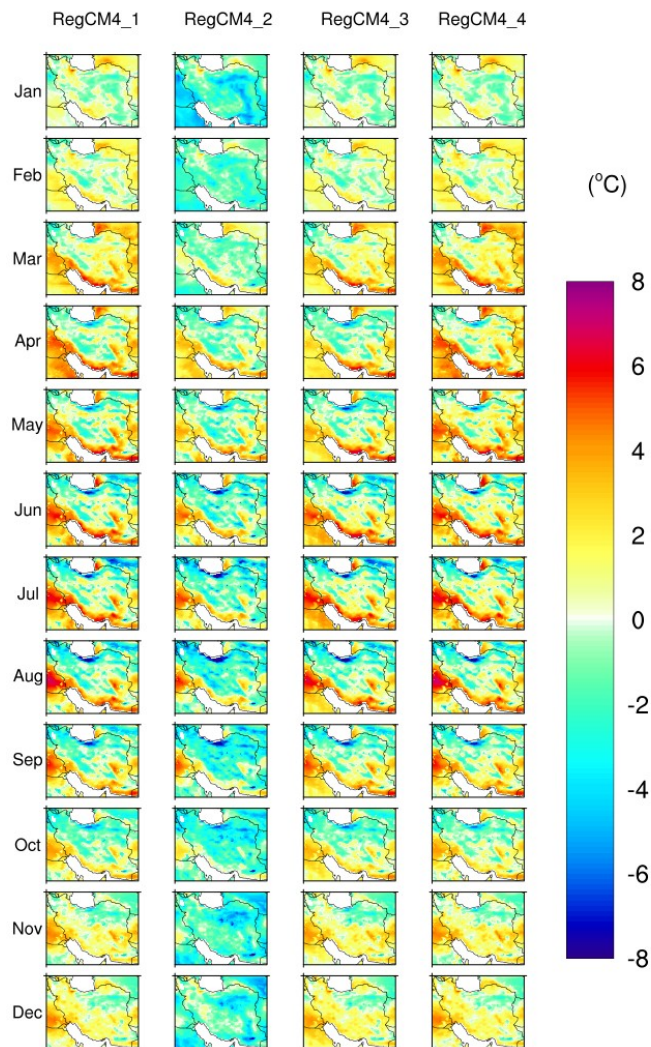 RegCM4_1 RegCM4_2 RegCM4_3 RegCM4_4
Jan
Feb
(°C)
Mar
8
Apr
6
May
4
Jun
2
Jul
0
Aug
-2
Sep
-4
Oct
-6
Nov
-8
Dec